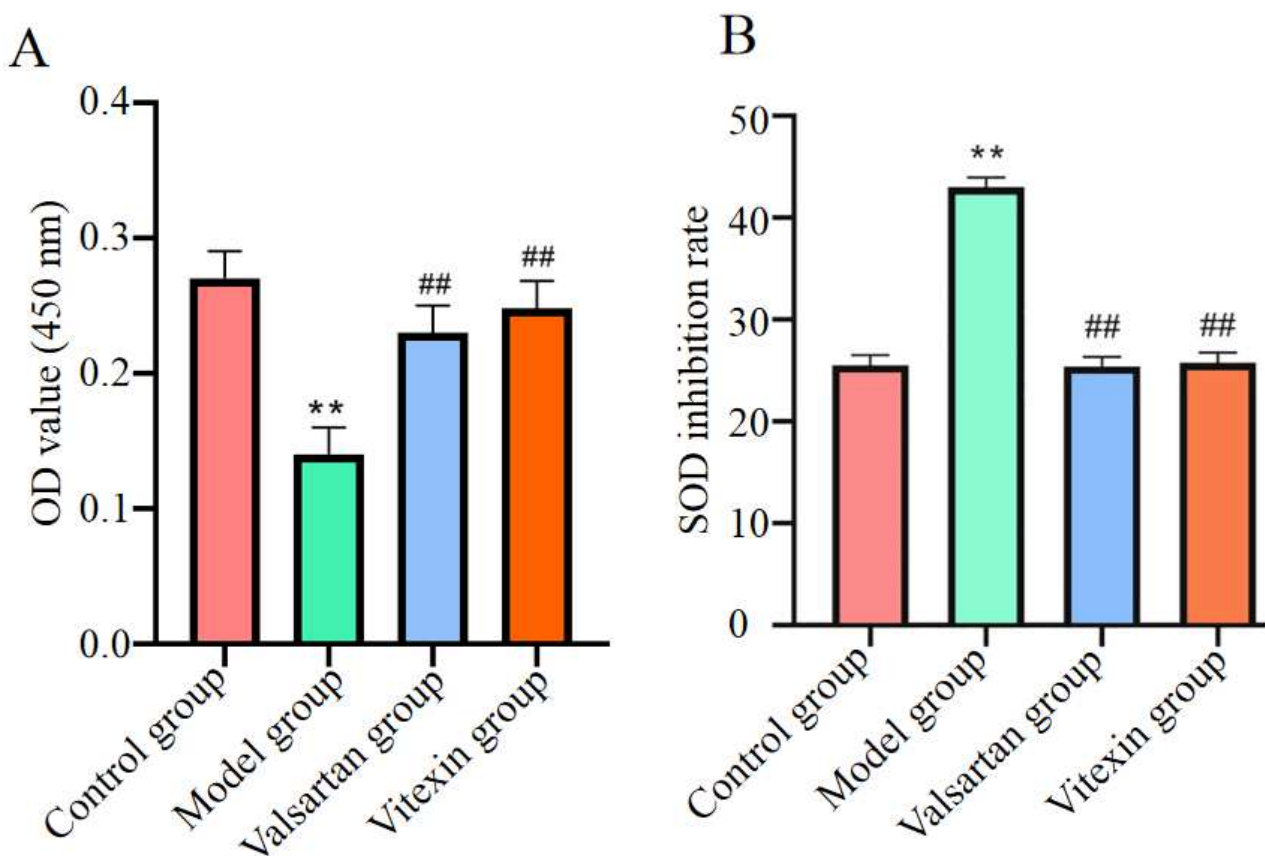 A
OD value (450 nm)
0.4
0.3
0.2
0.1
0.0
**
##
##
Control group
Model group
Valsartan group
Vitexin group
B
SOD inhibition rate
50
40
30
20
10
0
**
##
##
Control group
Model group
Valsartan group
Vitexin group